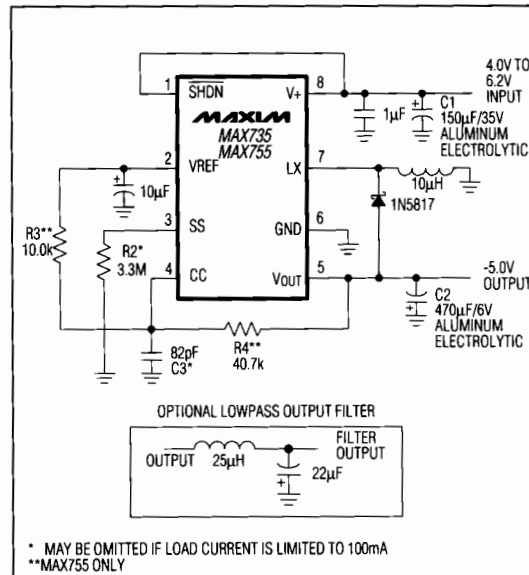 1
SHDN
V+
8
4.0V TO
6.2V
INPUT
1µF
C1
150µF/35V
ALUMINUM
ELECTROLYTIC
MAXIM
MAX735
MAX755
2
VREF
LX
7
10µF
10µH
1N5817
R3**
10.0k
3
SS
GND
6
R2*
3.3M
4
CC
VOUT
5
-5.0V
OUTPUT
C2
470µF/6V
ALUMINUM
ELECTROLYTIC
82pF
C3*
R4**
40.7k
OPTIONAL LOWPASS OUTPUT FILTER
OUTPUT
25µH
FILTER
OUTPUT
22µF
* MAY BE OMITTED IF LOAD CURRENT IS LIMITED TO 100mA
**MAX755 ONLY